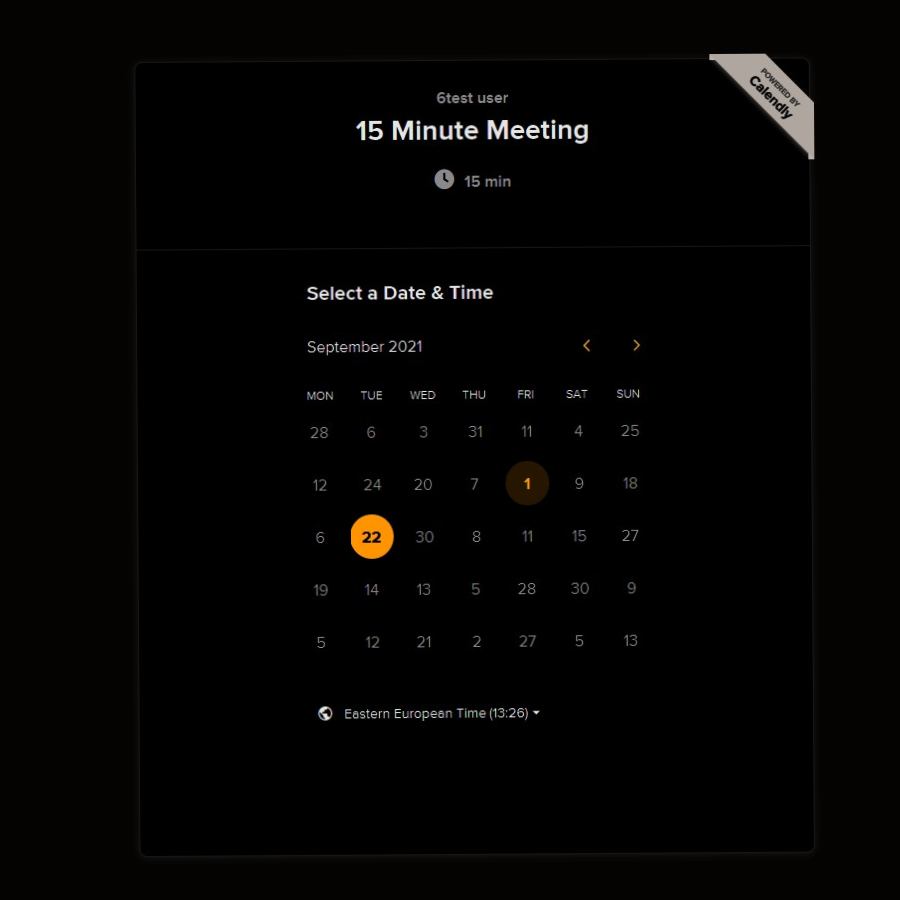 POWERED BY
Calendly
6test user
15 Minute Meeting
15 min
Select a Date & Time
September 2021
MON TUE WED THU FRI SAT SUN
28 6 3 31 11 4 25
12 24 20 7 1 9 18
6 22 30 8 11 15 27
19 14 13 5 28 30 9
5 12 21 2 27 5 13
Eastern European Time (13:26)